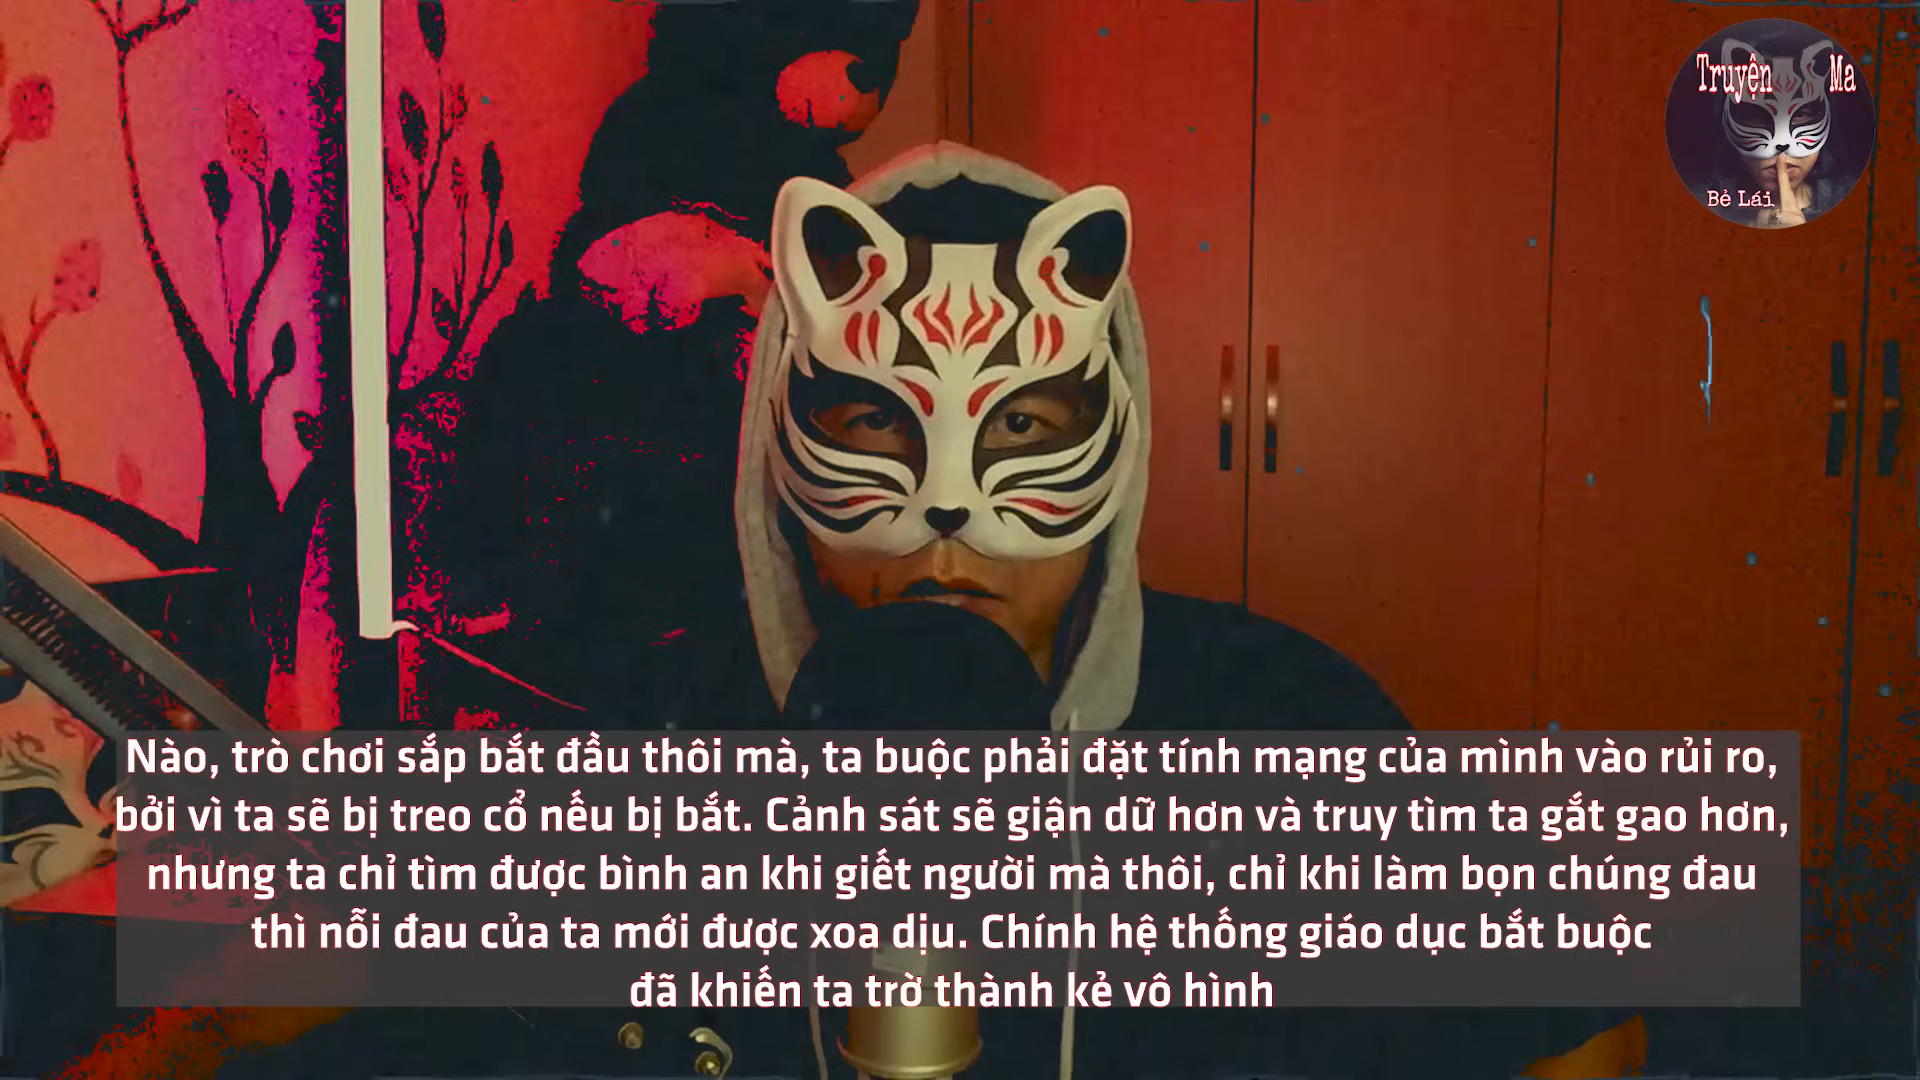 Truyện Ma
Bẻ Lái
Nào, trò chơi sắp bắt đầu thôi mà, ta buộc phải đặt tính mạng của mình vào rủi ro,
bởi vì ta sẽ bị treo cổ nếu bị bắt. Cảnh sát sẽ giận dữ hơn và truy tìm ta gắt gao hơn,
nhưng ta chỉ tìm được bình an khi giết người mà thôi, chỉ khi làm bọn chúng đau
thì nỗi đau của ta mới được xoa dịu. Chính hệ thống giáo dục bắt buộc
đã khiến ta trờ thành kẻ vô hình